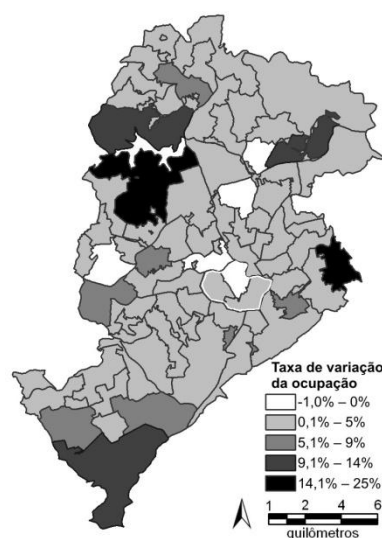 Taxa de variação
da ocupação
-1,0% – 0%
0,1% – 5%
5,1% – 9%
9,1% – 14%
14,1% – 25%
1 0 2 4 6
quilômetros